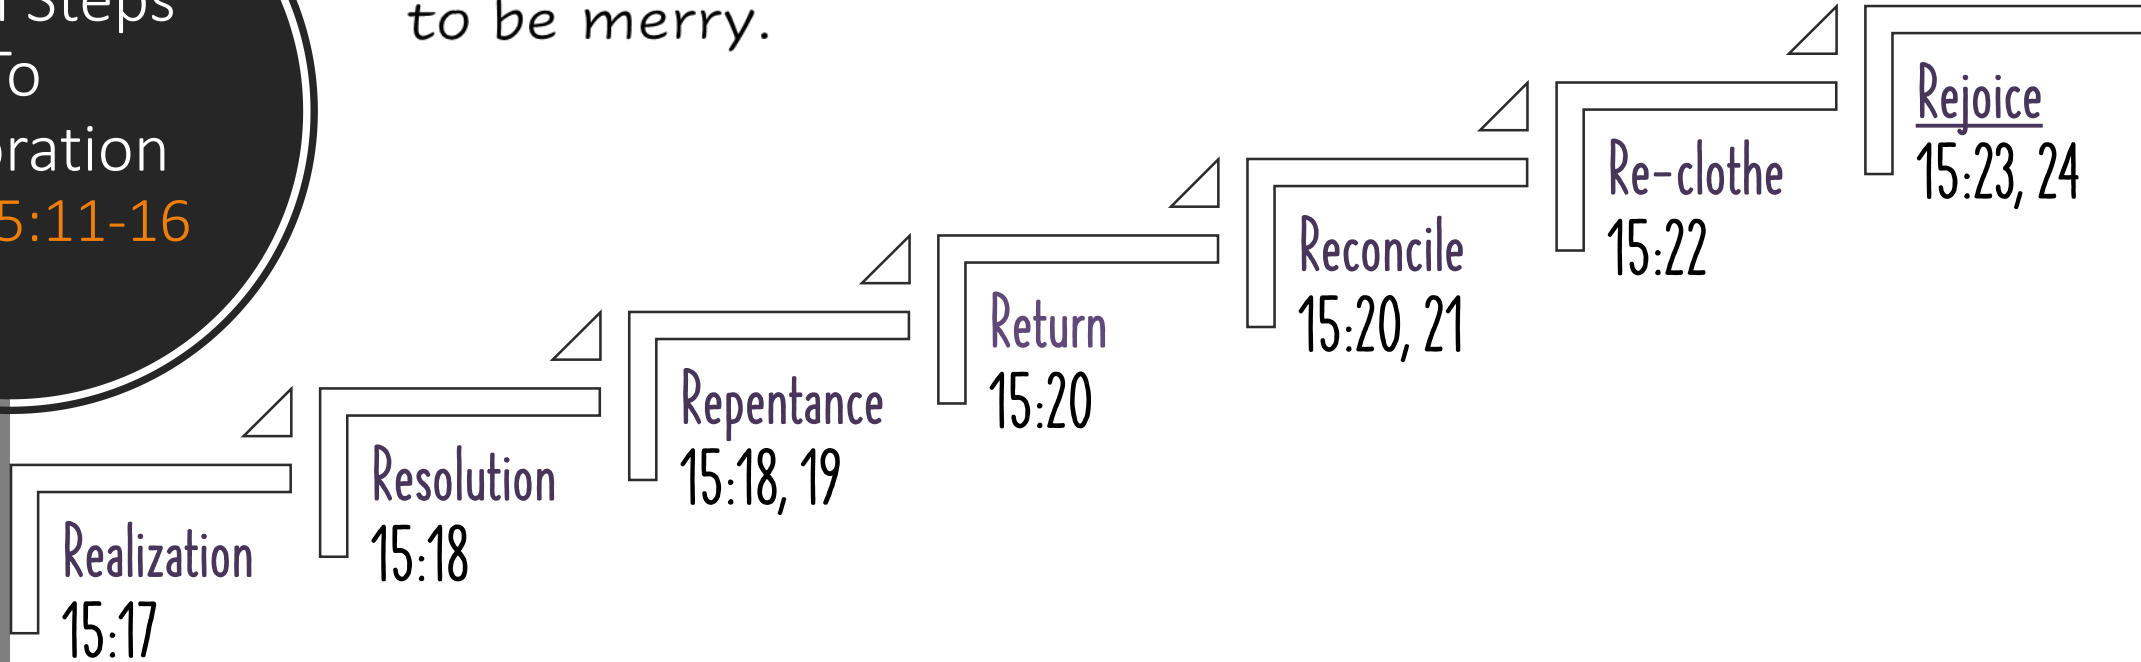 Steps
To
oration
5:11-16
to be merry.
Realization
15:17
Resolution
15:18
Repentance
15:18, 19
Return
15:20
Reconcile
15:20, 21
Re-clothe
15:22
Rejoice
15:23, 24